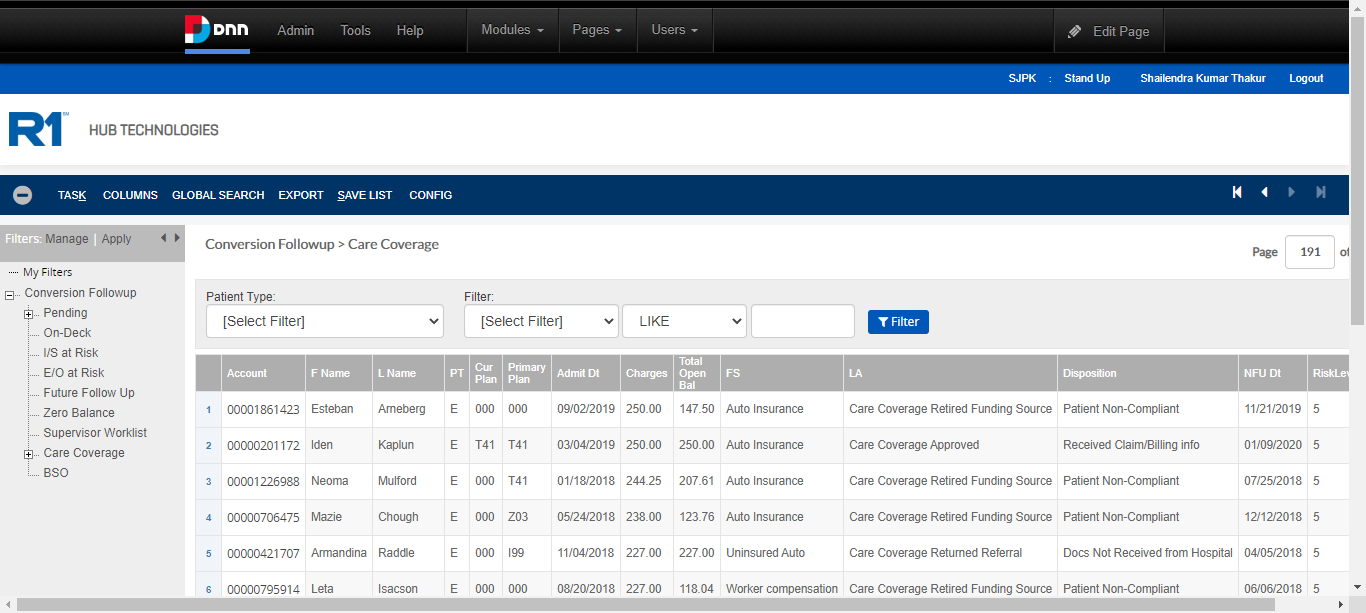 DNN Admin Tools Help Modules Pages Users Edit Page
SJPK : Stand Up Shailendra Kumar Thakur Logout
R1 SM HUB TECHNOLOGIES
TASK COLUMNS GLOBAL SEARCH EXPORT SAVE LIST CONFIG
Filters: Manage | Apply
My Filters
Conversion Followup
Pending
On-Deck
I/S at Risk
E/O at Risk
Future Follow Up
Zero Balance
Supervisor Worklist
Care Coverage
BSO
Conversion Followup > Care Coverage
Page 191 of
Patient Type: Filter:
[Select Filter] [Select Filter] LIKE Filter
Account F Name L Name PT Cur Plan Primary Plan Admit Dt Charges Total Open Bal FS LA Disposition NFU Dt RiskLev
1 00001861423 Esteban Arneberg E 000 000 09/02/2019 250.00 147.50 Auto Insurance Care Coverage Retired Funding Source Patient Non-Compliant 11/21/2019 5
2 00000201172 Iden Kaplun E T41 T41 03/04/2019 250.00 250.00 Auto Insurance Care Coverage Approved Received Claim/Billing info 01/09/2020 5
3 00001226988 Neoma Mulford E 000 T41 01/18/2018 244.25 207.61 Auto Insurance Care Coverage Retired Funding Source Patient Non-Compliant 07/25/2018 5
4 00000706475 Mazie Chough E 000 Z03 05/24/2018 238.00 123.76 Auto Insurance Care Coverage Retired Funding Source Patient Non-Compliant 12/12/2018 5
5 00000421707 Armandina Raddle E 000 I99 11/04/2018 227.00 227.00 Uninsured Auto Care Coverage Returned Referral Docs Not Received from Hospital 04/05/2018 5
6 00000795914 Leta Isacson E 000 000 08/20/2018 227.00 118.04 Worker compensation Care Coverage Retired Funding Source Patient Non-Compliant 06/06/2018 5